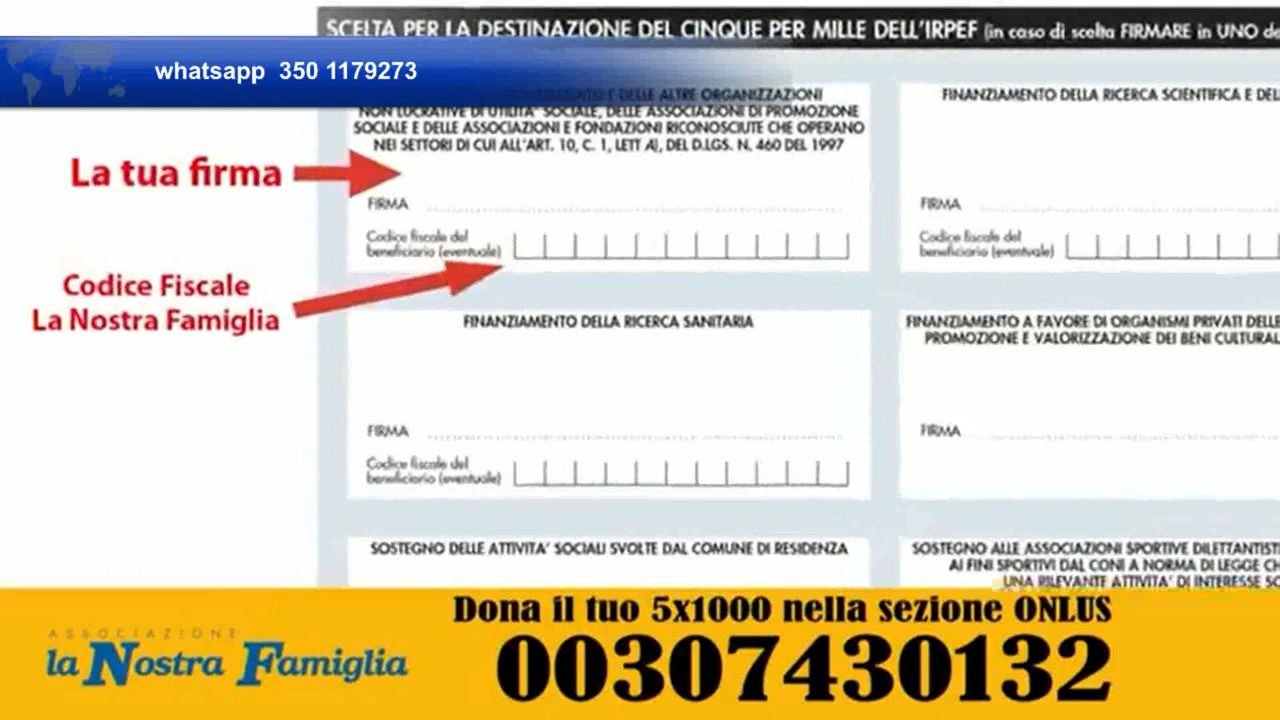 SCELTA PER LA DESTINAZIONE DEL CINQUE PER MILLE DELL'IRPEF (in caso di scelta FIRMARE in UNO de
whatsapp 350 1179273
E DELLE ALTRE ORGANIZZAZIONI
NON LUCRATIVE DI UTILITA' SOCIALE, DELLE ASSOCIAZIONI DI PROMOZIONE
SOCIALE E DELLE ASSOCIAZIONI E FONDAZIONI RICONOSCIUTE CHE OPERANO
NEI SETTORI DI CUI ALL'ART. 10, C. 1, LETT A), DEL D.LGS. N. 460 DEL 1997
FINANZIAMENTO DELLA RICERCA SCIENTIFICA E DEL
La tua firma
FIRMA
FIRMA
Codice fiscale del
beneficiario (eventuale)
Codice fiscale del
beneficiario (eventuale)
Codice Fiscale
La Nostra Famiglia
FINANZIAMENTO DELLA RICERCA SANITARIA
FINANZIAMENTO A FAVORE DI ORGANISMI PRIVATI DELLE
PROMOZIONE E VALORIZZAZIONE DEI BENI CULTURAL
FIRMA
FIRMA
Codice fiscale del
beneficiario (eventuale)
SOSTEGNO DELLE ATTIVITA' SOCIALI SVOLTE DAL COMUNE DI RESIDENZA
SOSTEGNO ALLE ASSOCIAZIONI SPORTIVE DILETTANTIST
AI FINI SPORTIVI DAL CONI A NORMA DI LEGGE CH
UNA RILEVANTE ATTIVITA' DI INTERESSE SO
Dona il tuo 5x1000 nella sezione ONLUS
00307430132
ASSOCIAZIONE
la Nostra Famiglia